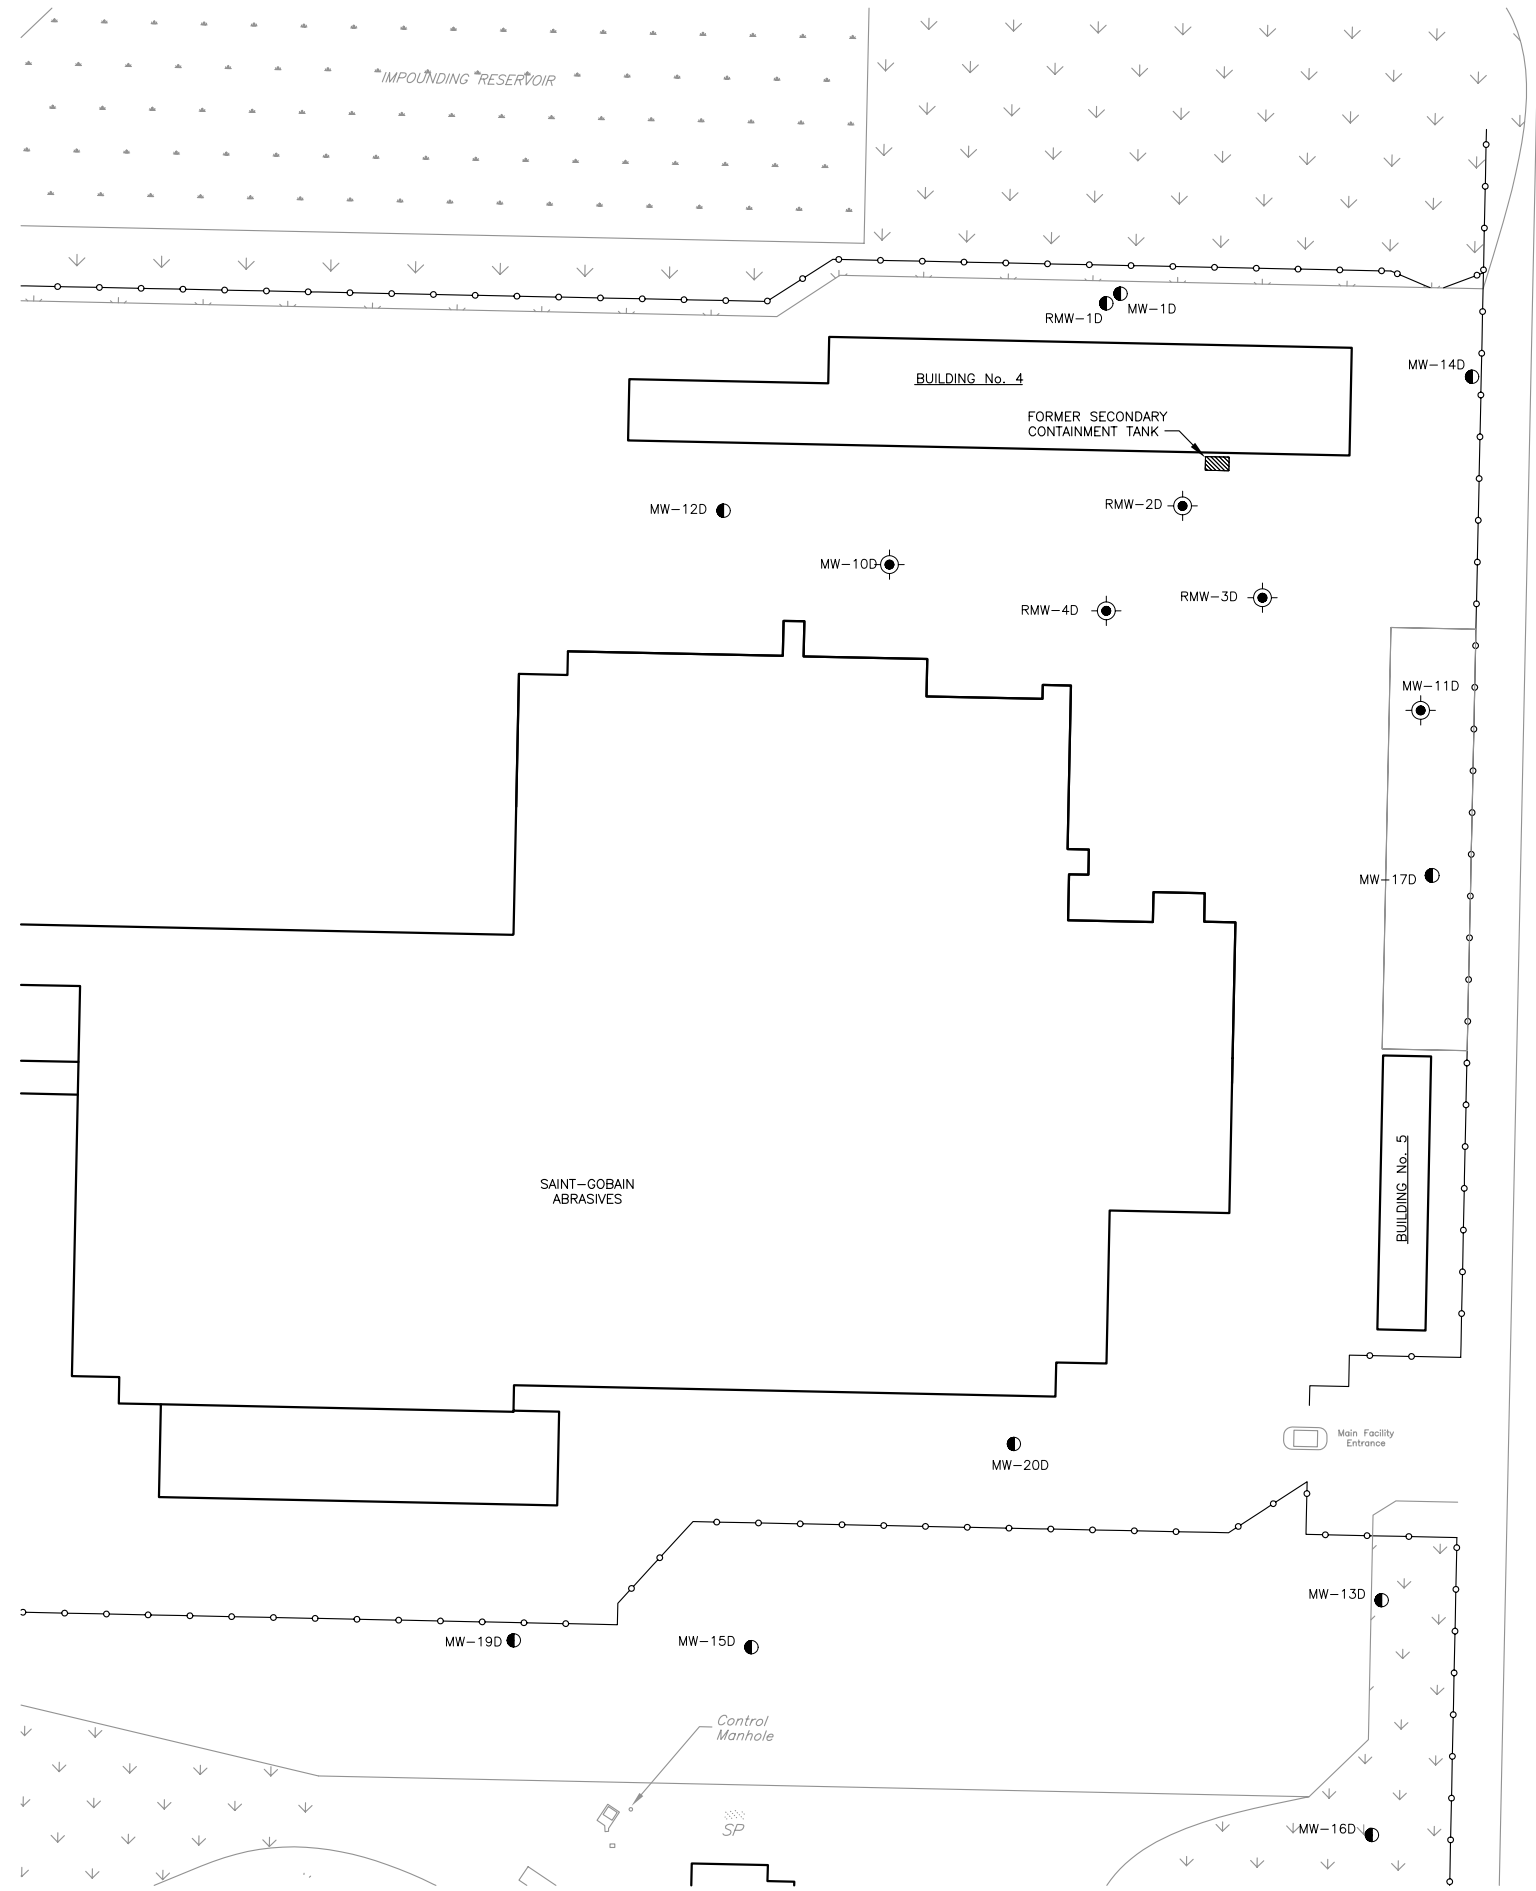 IMPOUNDING RESERVOIR
MW-1D
RMW-1D
MW-14D
BUILDING No. 4
FORMER SECONDARY
CONTAINMENT TANK
RMW-2D
MW-12D
MW-10D
RMW-3D
RMW-4D
MW-11D
MW-17D
BUILDING No. 5
SAINT-GOBAIN
ABRASIVES
Main Facility
Entrance
MW-20D
MW-13D
MW-19D
MW-15D
Control
Manhole
SP
MW-16D